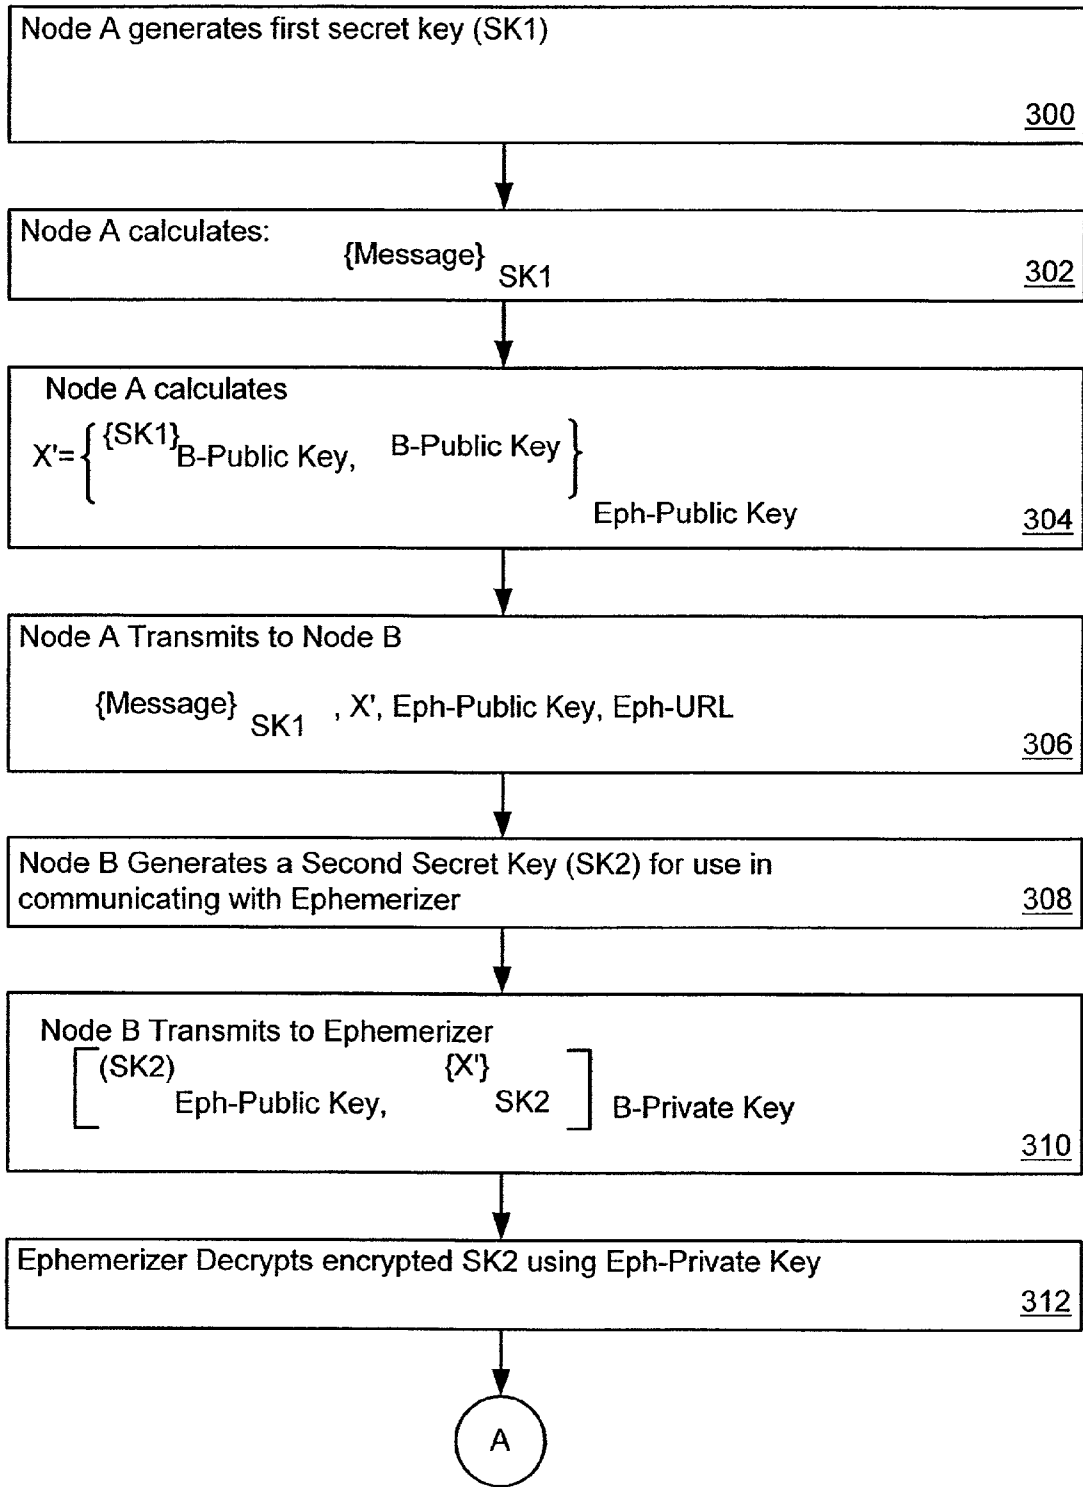 Node A generates first secret key (SK1)
300
Node A calculates:
{Message} SK1
302
Node A calculates
X'= { {SK1} B-Public Key, B-Public Key } Eph-Public Key
304
Node A Transmits to Node B
{Message} SK1 , X', Eph-Public Key, Eph-URL
306
Node B Generates a Second Secret Key (SK2) for use in
communicating with Ephemerizer
308
Node B Transmits to Ephemerizer
[ (SK2) Eph-Public Key, {X'} SK2 ] B-Private Key
310
Ephemerizer Decrypts encrypted SK2 using Eph-Private Key
312
A